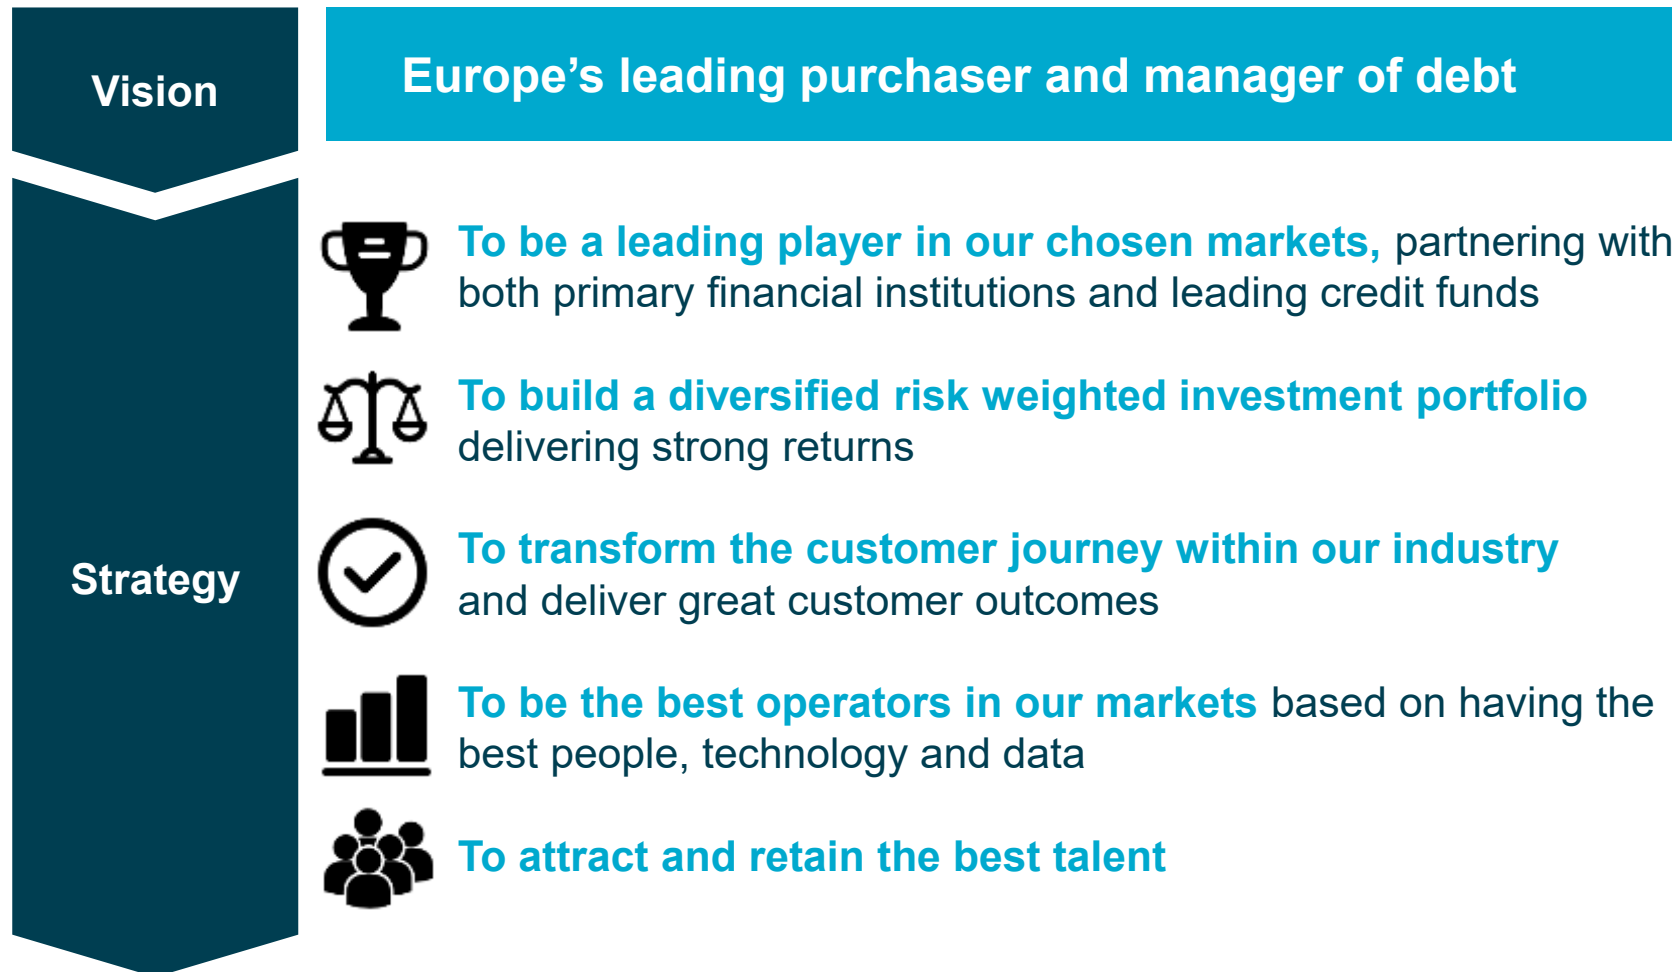 Vision
Europe’s leading purchaser and manager of debt
Strategy
To be a leading player in our chosen markets, partnering with
both primary financial institutions and leading credit funds
To build a diversified risk weighted investment portfolio
delivering strong returns
To transform the customer journey within our industry
and deliver great customer outcomes
To be the best operators in our markets based on having the
best people, technology and data
To attract and retain the best talent